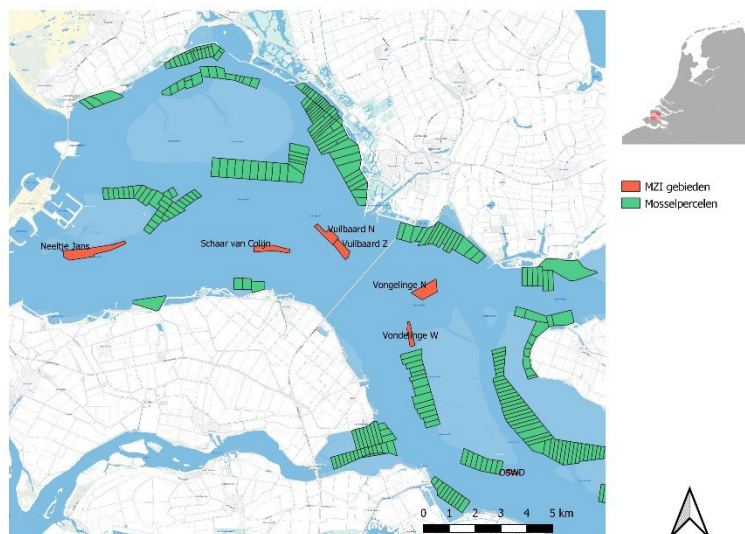 MZI gebieden
Mosselpercelen
Vuilbaard N
Neeltje Jans
Schaar van Colijn
Vuilbaard Z
Vongelinge N
Vondelinge W
OSWD
0 1 2 3 4 5 km